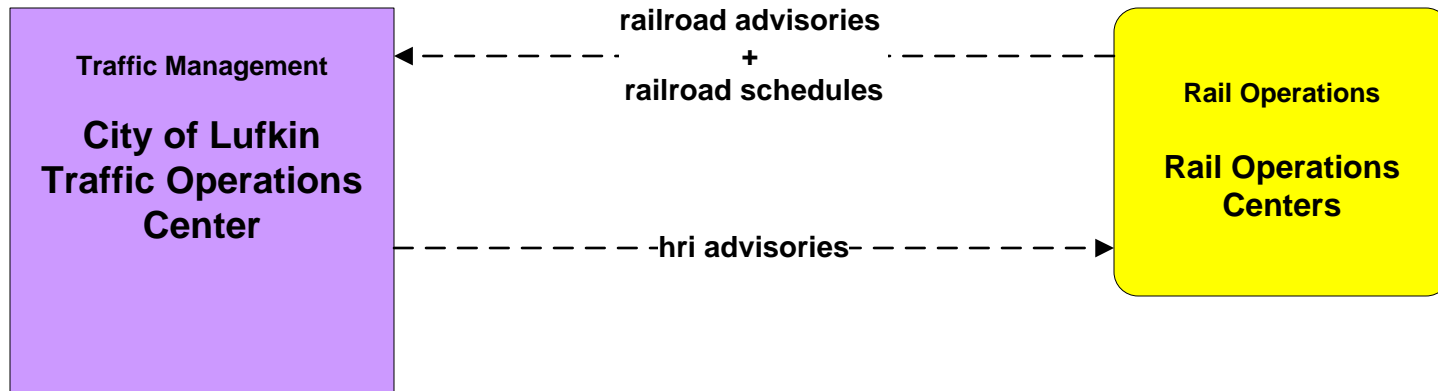 Traffic Management
City of Lufkin
Traffic Operations
Center
railroad advisories
+
railroad schedules
hri advisories
Rail Operations
Rail Operations
Centers